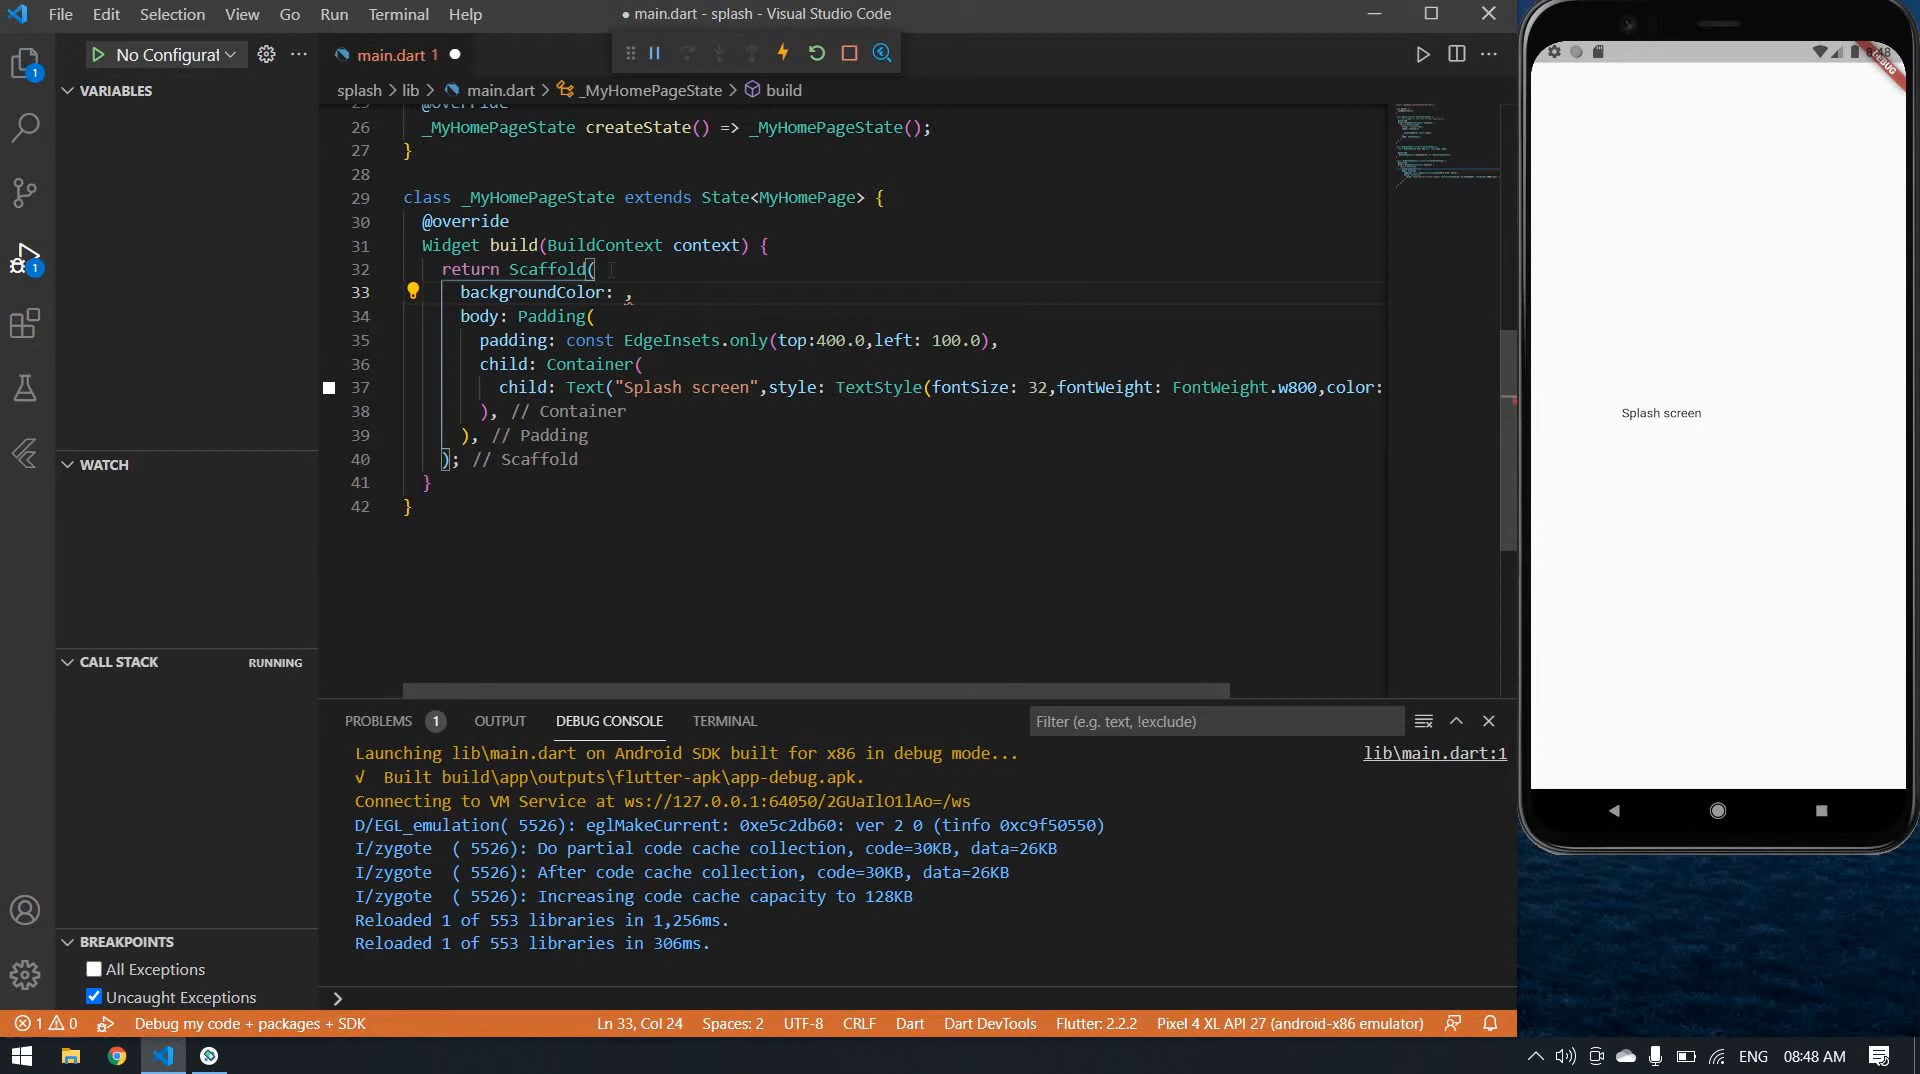 File Edit Selection View Go Run Terminal Help
● main.dart - splash - Visual Studio Code
No Configurat
main.dart 1
VARIABLES
splash > lib > main.dart > _MyHomePageState > build
25 @override
26 _MyHomePageState createState() => _MyHomePageState();
27 }
28
29 class _MyHomePageState extends State<MyHomePage> {
30 @override
31 Widget build(BuildContext context) {
32 return Scaffold(
33 backgroundColor: ,
34 body: Padding(
35 padding: const EdgeInsets.only(top:400.0,left: 100.0),
36 child: Container(
37 child: Text("Splash screen",style: TextStyle(fontSize: 32,fontWeight: FontWeight.w800,color:
38 ), // Container
39 ), // Padding
40 ); // Scaffold
41 }
42 }
WATCH
CALL STACK RUNNING
BREAKPOINTS
All Exceptions
Uncaught Exceptions
PROBLEMS 1 OUTPUT DEBUG CONSOLE TERMINAL Filter (e.g. text, !exclude)
Launching lib\main.dart on Android SDK built for x86 in debug mode... lib\main.dart:1
√ Built build\app\outputs\flutter-apk\app-debug.apk.
Connecting to VM Service at ws://127.0.0.1:64050/2GUaIlO1lAo=/ws
D/EGL_emulation( 5526): eglMakeCurrent: 0xe5c2db60: ver 2 0 (tinfo 0xc9f50550)
I/zygote ( 5526): Do partial code cache collection, code=30KB, data=26KB
I/zygote ( 5526): After code cache collection, code=30KB, data=26KB
I/zygote ( 5526): Increasing code cache capacity to 128KB
Reloaded 1 of 553 libraries in 1,256ms.
Reloaded 1 of 553 libraries in 306ms.
1 0 Debug my code + packages + SDK Ln 33, Col 24 Spaces: 2 UTF-8 CRLF Dart Dart DevTools Flutter: 2.2.2 Pixel 4 XL API 27 (android-x86 emulator)
8:48
DEBUG
Splash screen
ENG 08:48 AM